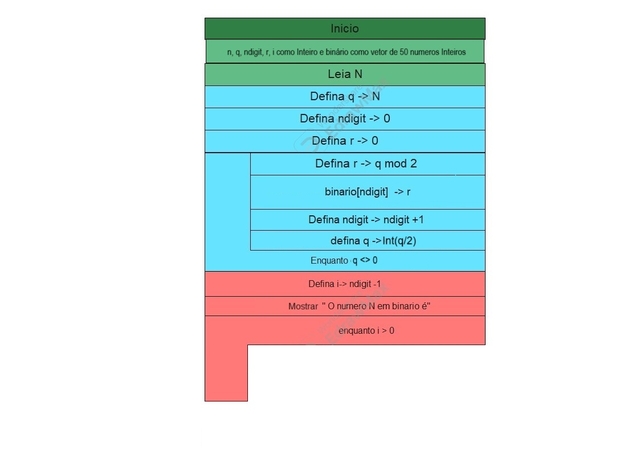 Inicio
n, q, ndigit, r, i como Inteiro e binário como vetor de 50 numeros Inteiros
Leia N
Defina q -> N
Defina ndigit -> 0
Defina r -> 0
Defina r -> q mod 2
binario[ndigit] -> r
Defina ndigit -> ndigit +1
defina q ->Int(q/2)
Enquanto q <> 0
Defina i-> ndigit -1
Mostrar " O numero N em binario é"
enquanto i > 0